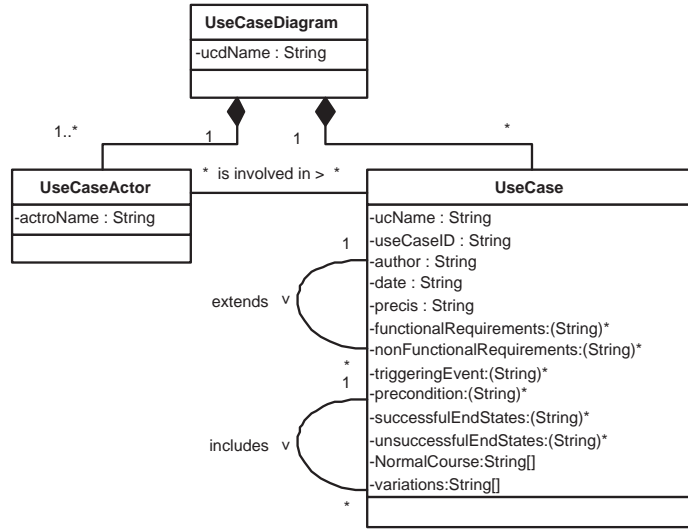 UseCaseDiagram
-ucdName : String
1..*
1
1
*
* is involved in > *
UseCaseActor
-actroName : String
UseCase
-ucName : String
-useCaseID : String
-author : String
-date : String
-precis : String
-functionalRequirements:(String)*
-nonFunctionalRequirements:(String)*
-triggeringEvent:(String)*
-precondition:(String)*
-successfulEndStates:(String)*
-unsuccessfulEndStates:(String)*
-NormalCourse:String[]
-variations:String[]
1
extends v
*
1
includes v
*